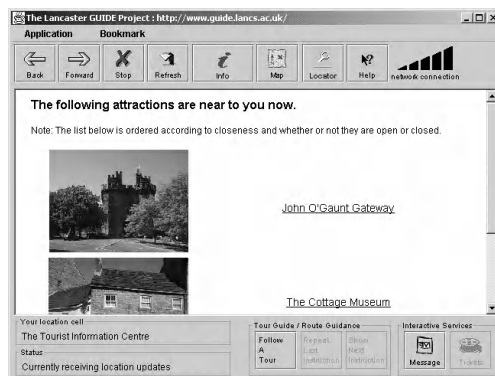 The Lancaster GUIDE Project : http://www.guide.lancs.ac.uk/
Application Bookmark
Back Forward Stop Refresh Info Map Locator Help network connection
The following attractions are near to you now.
Note: The list below is ordered according to closeness and whether or not they are open or closed.
John O'Gaunt Gateway
The Cottage Museum
Your location cell
The Tourist Information Centre
Status
Currently receiving location updates
Tour Guide / Route Guidance
Follow
A
Tour
Repeat
Last
Instruction
Show
Next
Instruction
Interactive Services
Message
Tickets